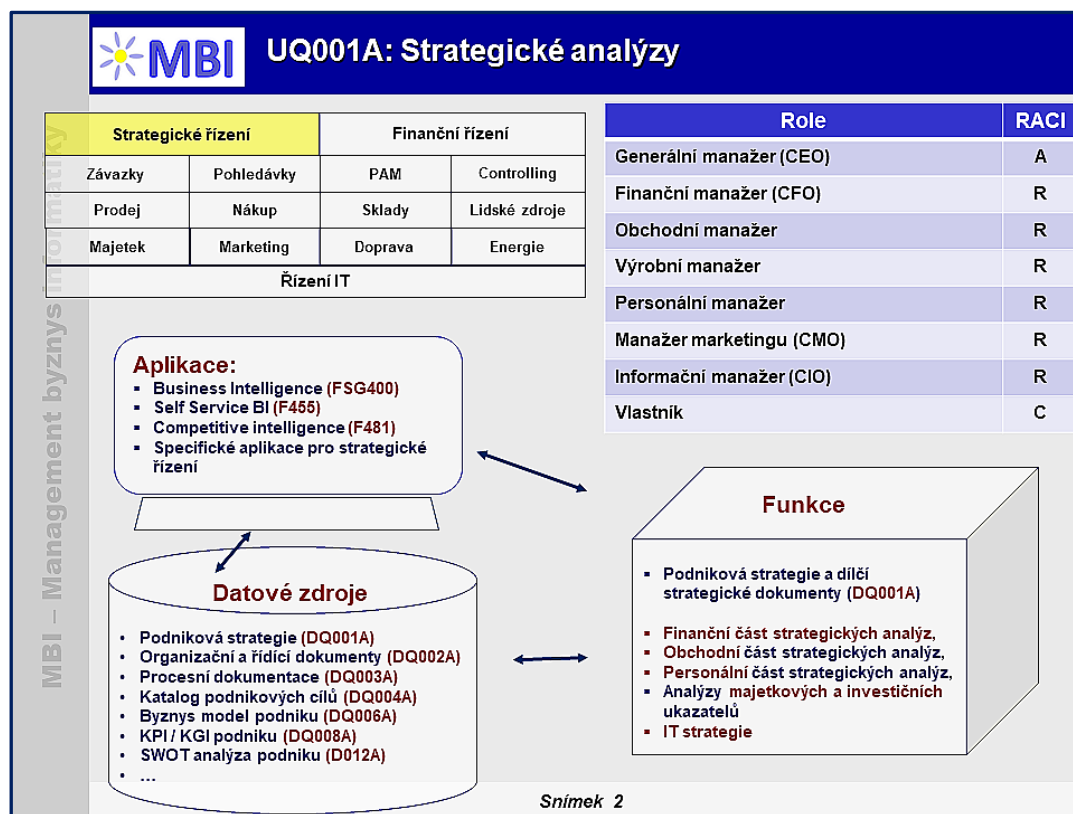 MBI
UQ001A: Strategické analýzy
MBI – Management byznys informatiky
Strategické řízení
Finanční řízení
Závazky
Pohledávky
PAM
Controlling
Prodej
Nákup
Sklady
Lidské zdroje
Majetek
Marketing
Doprava
Energie
Řízení IT
Role
RACI
Generální manažer (CEO)
A
Finanční manažer (CFO)
R
Obchodní manažer
R
Výrobní manažer
R
Personální manažer
R
Manažer marketingu (CMO)
R
Informační manažer (CIO)
R
Vlastník
C
Aplikace:
▪ Business Intelligence (FSG400)
▪ Self Service BI (F455)
▪ Competitive intelligence (F481)
▪ Specifické aplikace pro strategické
řízení
Datové zdroje
• Podniková strategie (DQ001A)
• Organizační a řídící dokumenty (DQ002A)
• Procesní dokumentace (DQ003A)
• Katalog podnikových cílů (DQ004A)
• Byznys model podniku (DQ006A)
• KPI / KGI podniku (DQ008A)
• SWOT analýza podniku (D012A)
• …
Funkce
▪ Podniková strategie a dílčí
strategické dokumenty (DQ001A)
▪ Finanční část strategických analýz,
▪ Obchodní část strategických analýz,
▪ Personální část strategických analýz,
▪ Analýzy majetkových a investičních
ukazatelů
▪ IT strategie
Snímek 2